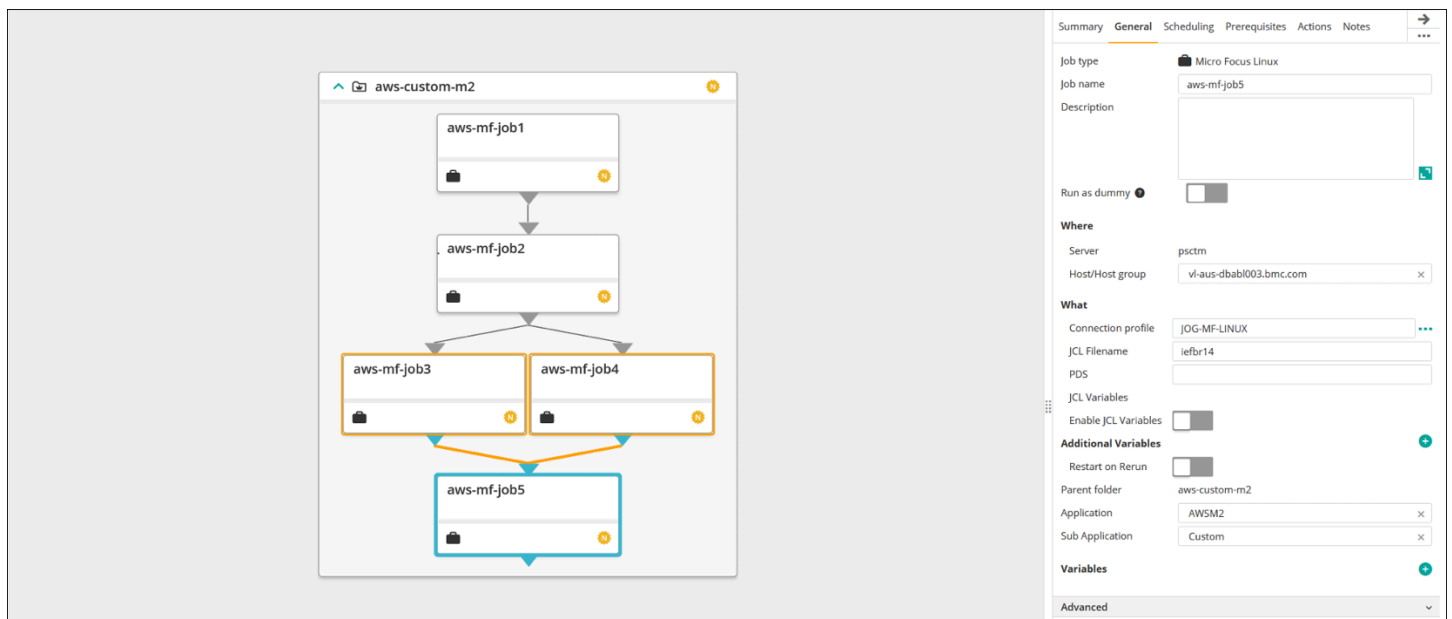 aws-custom-m2
N
aws-mf-job1
N
aws-mf-job2
N
aws-mf-job3
N
aws-mf-job4
N
aws-mf-job5
N
Summary General Scheduling Prerequisites Actions Notes
Job type Micro Focus Linux
Job name aws-mf-job5
Description
Run as dummy ?
Where
Server psctm
Host/Host group vl-aus-dbabl003.bmc.com ×
What
Connection profile JOG-MF-LINUX
JCL Filename iefbr14
PDS
JCL Variables
Enable JCL Variables
Additional Variables
Restart on Rerun
Parent folder aws-custom-m2
Application AWSM2 ×
Sub Application Custom ×
Variables
Advanced